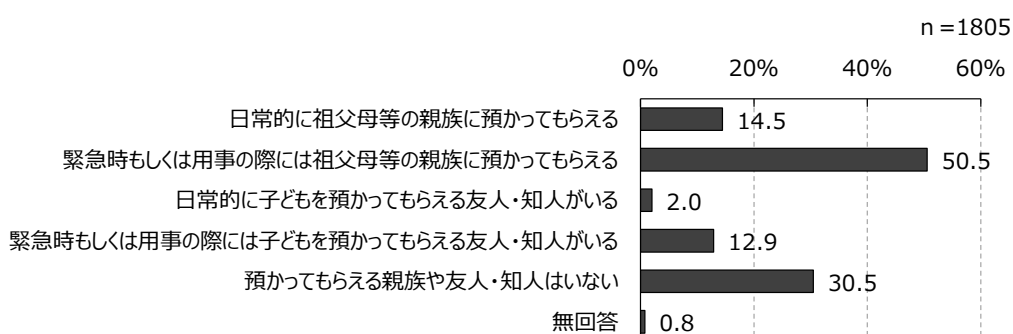 n =1805
0% 20% 40% 60%
日常的に祖父母等の親族に預かってもらえる 14.5
緊急時もしくは用事の際には祖父母等の親族に預かってもらえる 50.5
日常的に子どもを預かってもらえる友人・知人がいる 2.0
緊急時もしくは用事の際には子どもを預かってもらえる友人・知人がいる 12.9
預かってもらえる親族や友人・知人はいない 30.5
無回答 0.8